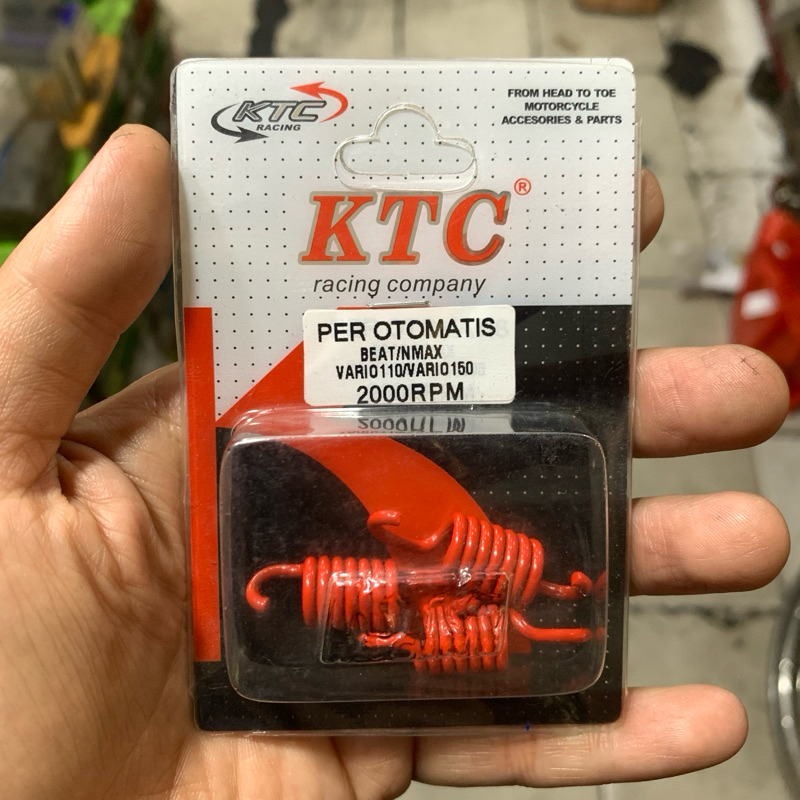 KTC
RACING
FROM HEAD TO TOE
MOTORCYCLE
ACCESORIES & PARTS
KTC®
racing company
PER OTOMATIS
BEAT/NMAX
VARIO110/VARIO150
2000RPM